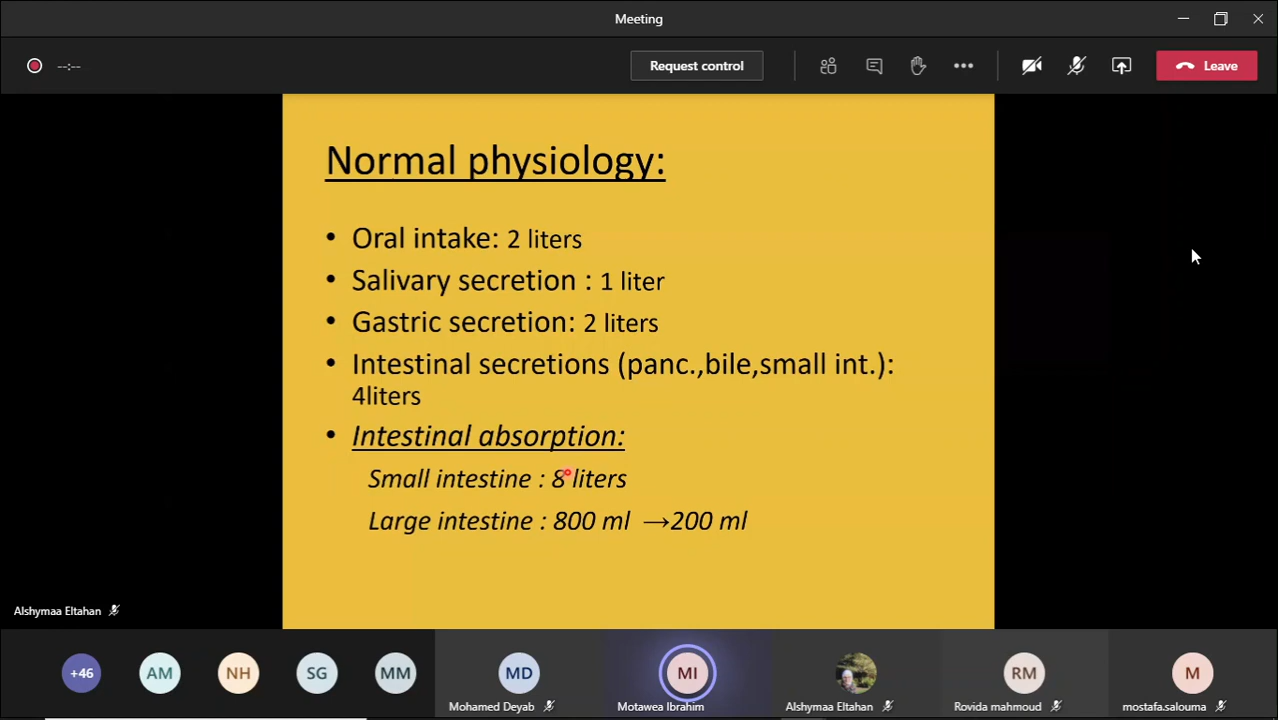 Meeting
--:--
Request control
Leave
Normal physiology:
• Oral intake: 2 liters
• Salivary secretion : 1 liter
• Gastric secretion: 2 liters
• Intestinal secretions (panc.,bile,small int.):
4liters
• Intestinal absorption:
Small intestine : 8 liters
Large intestine : 800 ml →200 ml
Alshymaa Eltahan
+46
AM
NH
SG
MM
MD
MI
RM
M
Mohamed Deyab
Motawea Ibrahim
Alshymaa Eltahan
Rovida mahmoud
mostafa.salouma